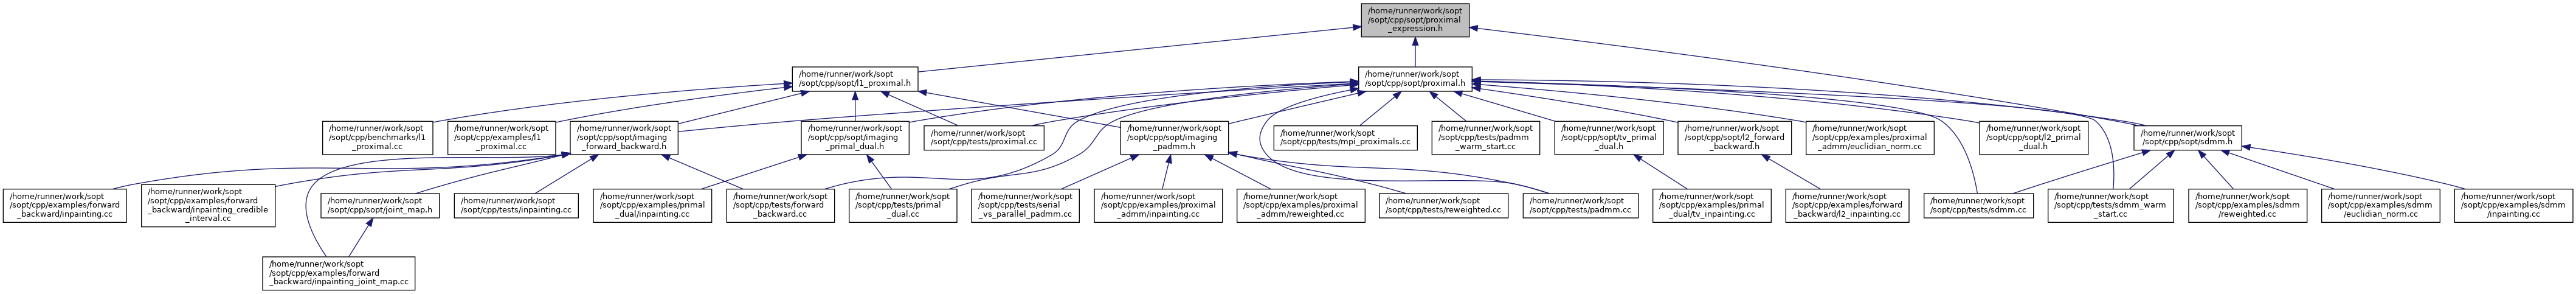 /home/runner/work/sopt
/sopt/cpp/sopt/proximal
_expression.h
/home/runner/work/sopt
/sopt/cpp/sopt/l1_proximal.h
/home/runner/work/sopt
/sopt/cpp/sopt/proximal.h
/home/runner/work/sopt
/sopt/cpp/benchmarks/l1
_proximal.cc
/home/runner/work/sopt
/sopt/cpp/examples/l1
_proximal.cc
/home/runner/work/sopt
/sopt/cpp/sopt/imaging
_forward_backward.h
/home/runner/work/sopt
/sopt/cpp/sopt/imaging
_primal_dual.h
/home/runner/work/sopt
/sopt/cpp/tests/proximal.cc
/home/runner/work/sopt
/sopt/cpp/sopt/imaging
_padmm.h
/home/runner/work/sopt
/sopt/cpp/tests/mpi_proximals.cc
/home/runner/work/sopt
/sopt/cpp/tests/padmm
_warm_start.cc
/home/runner/work/sopt
/sopt/cpp/sopt/tv_primal
_dual.h
/home/runner/work/sopt
/sopt/cpp/sopt/l2_forward
_backward.h
/home/runner/work/sopt
/sopt/cpp/examples/proximal
_admm/euclidian_norm.cc
/home/runner/work/sopt
/sopt/cpp/sopt/l2_primal
_dual.h
/home/runner/work/sopt
/sopt/cpp/sopt/sdmm.h
/home/runner/work/sopt
/sopt/cpp/examples/forward
_backward/inpainting.cc
/home/runner/work/sopt
/sopt/cpp/examples/forward
_backward/inpainting_credible
_interval.cc
/home/runner/work/sopt
/sopt/cpp/sopt/joint_map.h
/home/runner/work/sopt
/sopt/cpp/tests/inpainting.cc
/home/runner/work/sopt
/sopt/cpp/examples/primal
_dual/inpainting.cc
/home/runner/work/sopt
/sopt/cpp/tests/forward
_backward.cc
/home/runner/work/sopt
/sopt/cpp/tests/primal
_dual.cc
/home/runner/work/sopt
/sopt/cpp/tests/serial
_vs_parallel_padmm.cc
/home/runner/work/sopt
/sopt/cpp/examples/proximal
_admm/inpainting.cc
/home/runner/work/sopt
/sopt/cpp/examples/proximal
_admm/reweighted.cc
/home/runner/work/sopt
/sopt/cpp/tests/reweighted.cc
/home/runner/work/sopt
/sopt/cpp/tests/padmm.cc
/home/runner/work/sopt
/sopt/cpp/examples/primal
_dual/tv_inpainting.cc
/home/runner/work/sopt
/sopt/cpp/examples/forward
_backward/l2_inpainting.cc
/home/runner/work/sopt
/sopt/cpp/tests/sdmm.cc
/home/runner/work/sopt
/sopt/cpp/tests/sdmm_warm
_start.cc
/home/runner/work/sopt
/sopt/cpp/examples/sdmm
/reweighted.cc
/home/runner/work/sopt
/sopt/cpp/examples/sdmm
/euclidian_norm.cc
/home/runner/work/sopt
/sopt/cpp/examples/sdmm
/inpainting.cc
/home/runner/work/sopt
/sopt/cpp/examples/forward
_backward/inpainting_joint_map.cc